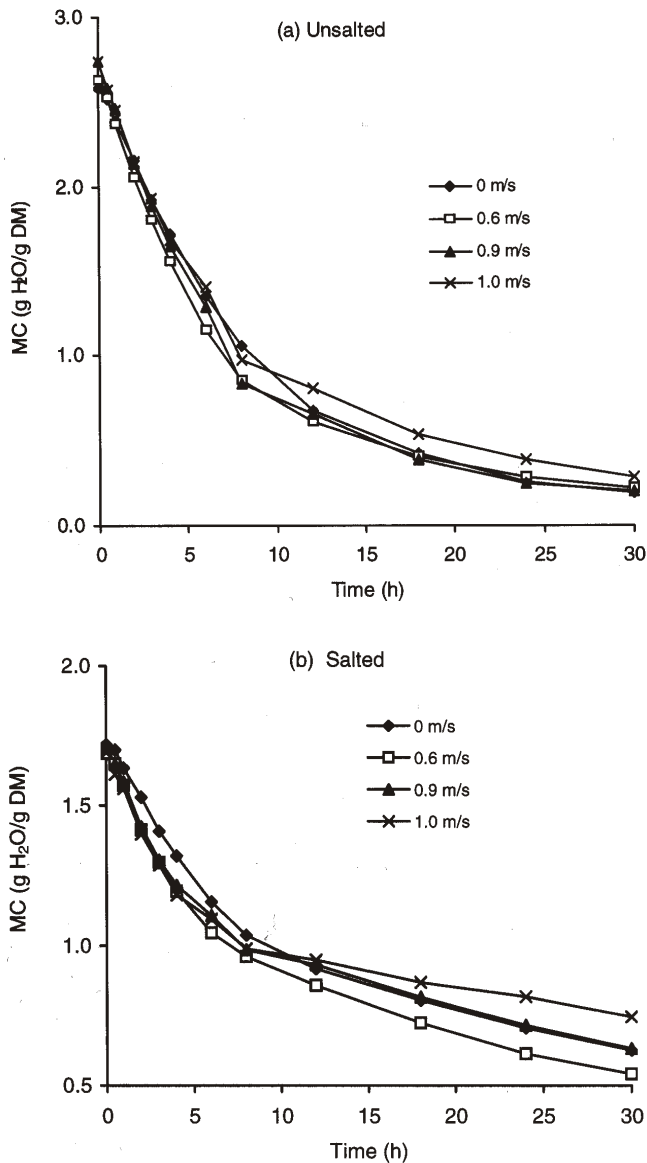 (a) Unsalted
3.0
2.0
1.0
0.0
MC (g H2O/g DM)
0 m/s
0.6 m/s
0.9 m/s
1.0 m/s
0 5 10 15 20 25 30
Time (h)
(b) Salted
2.0
1.5
1.0
0.5
MC (g H₂O/g DM)
0 m/s
0.6 m/s
0.9 m/s
1.0 m/s
0 5 10 15 20 25 30
Time (h)